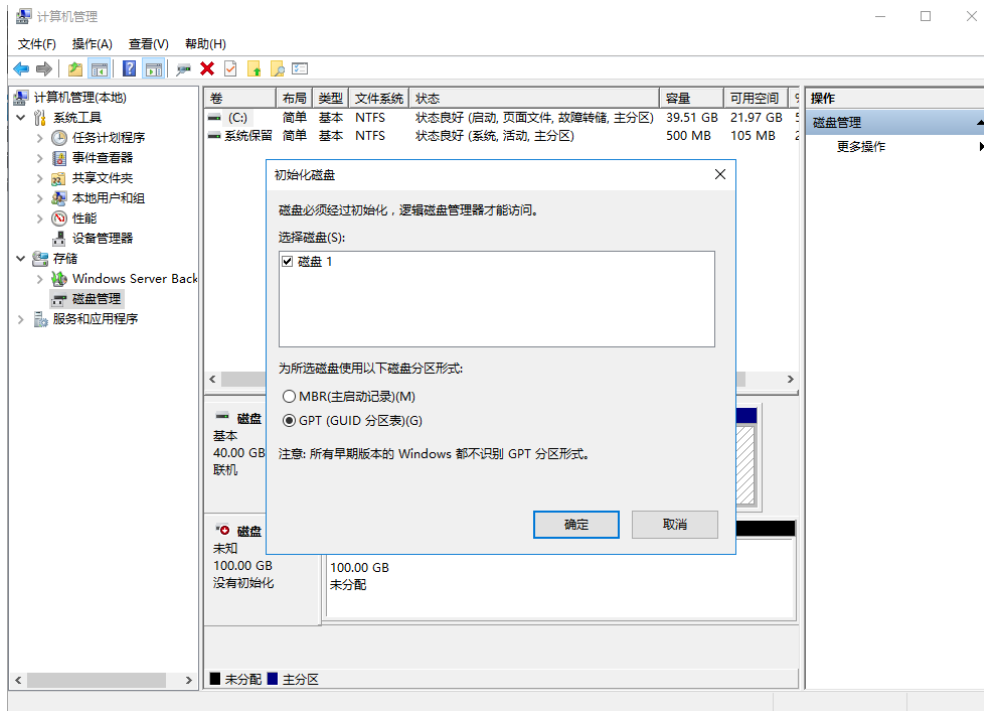 计算机管理
文件(F) 操作(A) 查看(V) 帮助(H)
计算机管理(本地)
系统工具
任务计划程序
事件查看器
共享文件夹
本地用户和组
性能
设备管理器
存储
Windows Server Back
磁盘管理
服务和应用程序
卷 布局 类型 文件系统 状态 容量 可用空间
(C:) 简单 基本 NTFS 状态良好 (启动, 页面文件, 故障转储, 主分区) 39.51 GB 21.97 GB
系统保留 简单 基本 NTFS 状态良好 (系统, 活动, 主分区) 500 MB 105 MB
操作
磁盘管理
更多操作
初始化磁盘
磁盘必须经过初始化，逻辑磁盘管理器才能访问。
选择磁盘(S):
磁盘 1
为所选磁盘使用以下磁盘分区形式:
MBR(主启动记录)(M)
GPT (GUID 分区表)(G)
注意: 所有早期版本的 Windows 都不识别 GPT 分区形式。
确定 取消
磁盘
基本
40.00 GB
联机
磁盘
未知
100.00 GB
没有初始化
100.00 GB
未分配
未分配 主分区